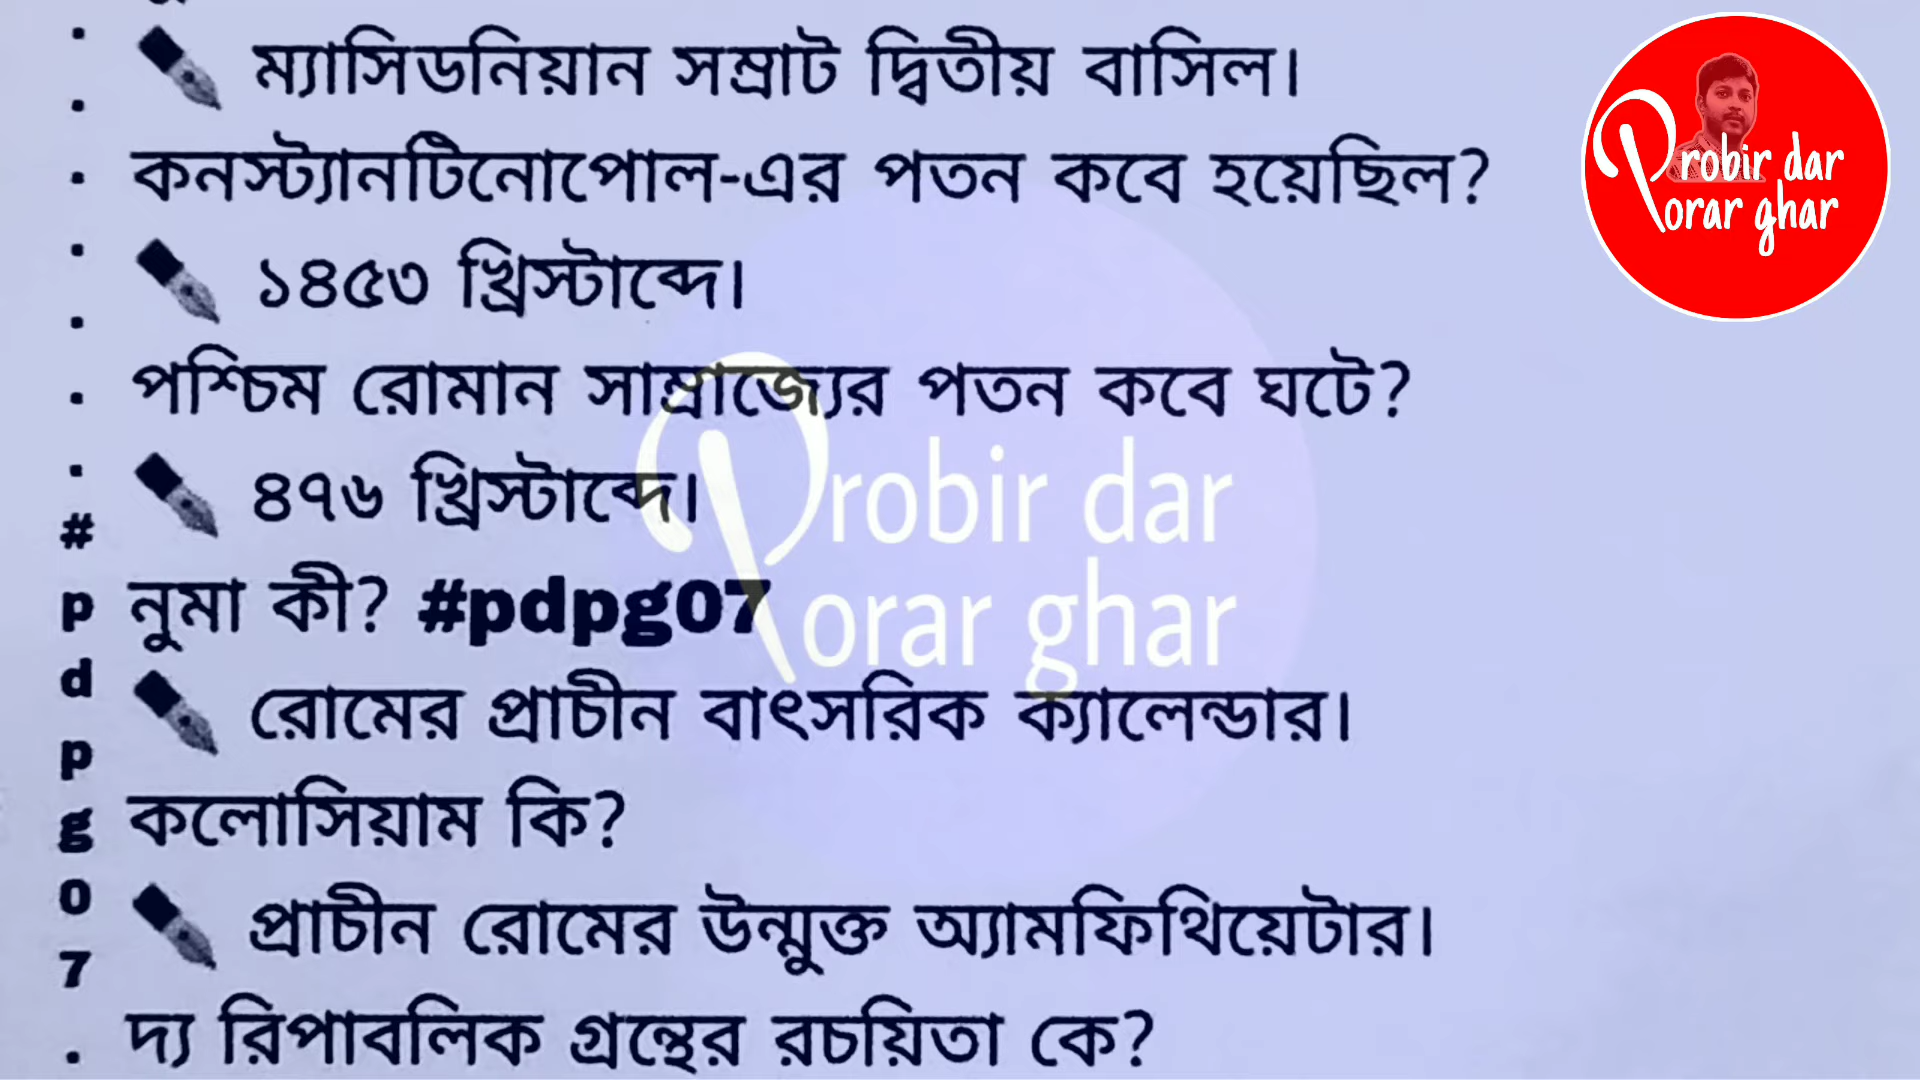 ম্যাসিডনিয়ান সম্রাট দ্বিতীয় বাসিল।
কনস্ট্যানটিনোপোল-এর পতন কবে হয়েছিল?
১৪৫৩ খ্রিস্টাব্দে।
পশ্চিম রোমান সাম্রাজ্যের পতন কবে ঘটে?
৪৭৬ খ্রিস্টাব্দে।
নুমা কী? #pdpg07
রোমের প্রাচীন বাৎসরিক ক্যালেন্ডার।
কলোসিয়াম কি?
প্রাচীন রোমের উন্মুক্ত অ্যামফিথিয়েটার।
দ্য রিপাবলিক গ্রন্থের রচয়িতা কে?
#pdpg07
Probir dar
Porar ghar
Probir dar
Porar ghar